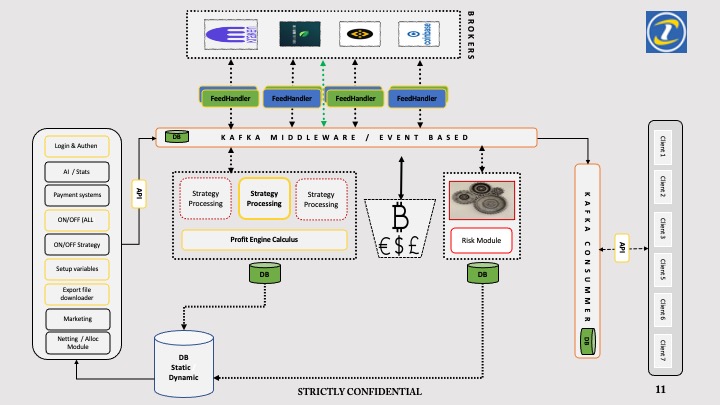 BROKERS
coinbase
FeedHandler
FeedHandler
FeedHandler
FeedHandler
DB
KAFKA MIDDLEWARE / EVENT BASED
Login & Authen
AI / Stats
Payment systems
ON/OFF |ALL
ON/OFF Strategy
Setup variables
Export file
downloader
Marketing
Netting / Alloc
Module
API
Strategy
Processing
Strategy
Processing
Strategy
Processing
Profit Engine Calculus
DB
B
€ $ £
Risk Module
DB
KAFKA CONSUMMER
DB
API
Client 1
Client 2
Client 3
Client 5
Client 6
Client 7
DB
Static
Dynamic
STRICTLY CONFIDENTIAL
11